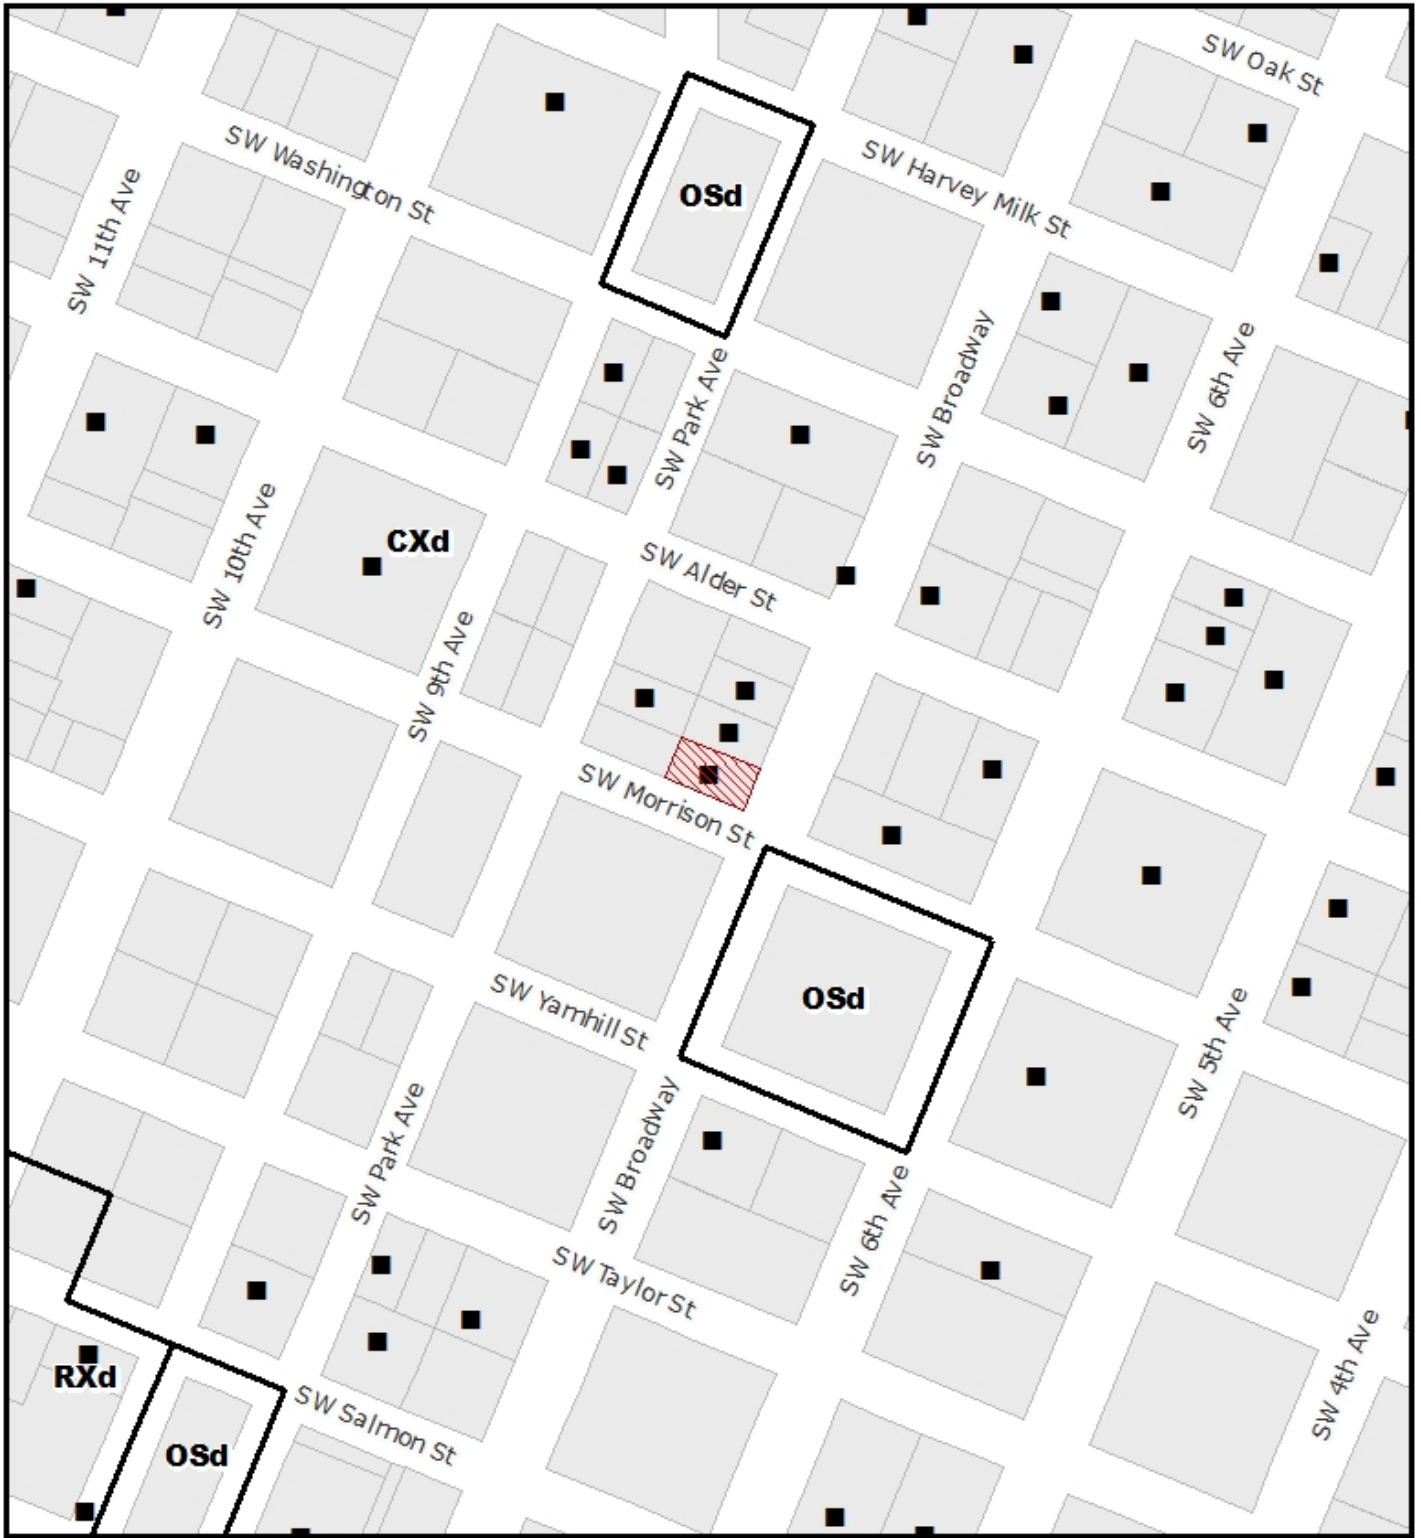 SW Oak St
SW Washington St
SW Harvey Milk St
OSd
SW 11th Ave
SW Broadway
SW 6th Ave
SW Park Ave
SW 10th Ave
CXd
SW Alder St
SW 9th Ave
SW Morrison St
SW Yamhill St
OSd
SW 5th Ave
SW Park Ave
SW Broadway
SW 6th Ave
SW Taylor St
SW 4th Ave
RXd
SW Salmon St
OSd